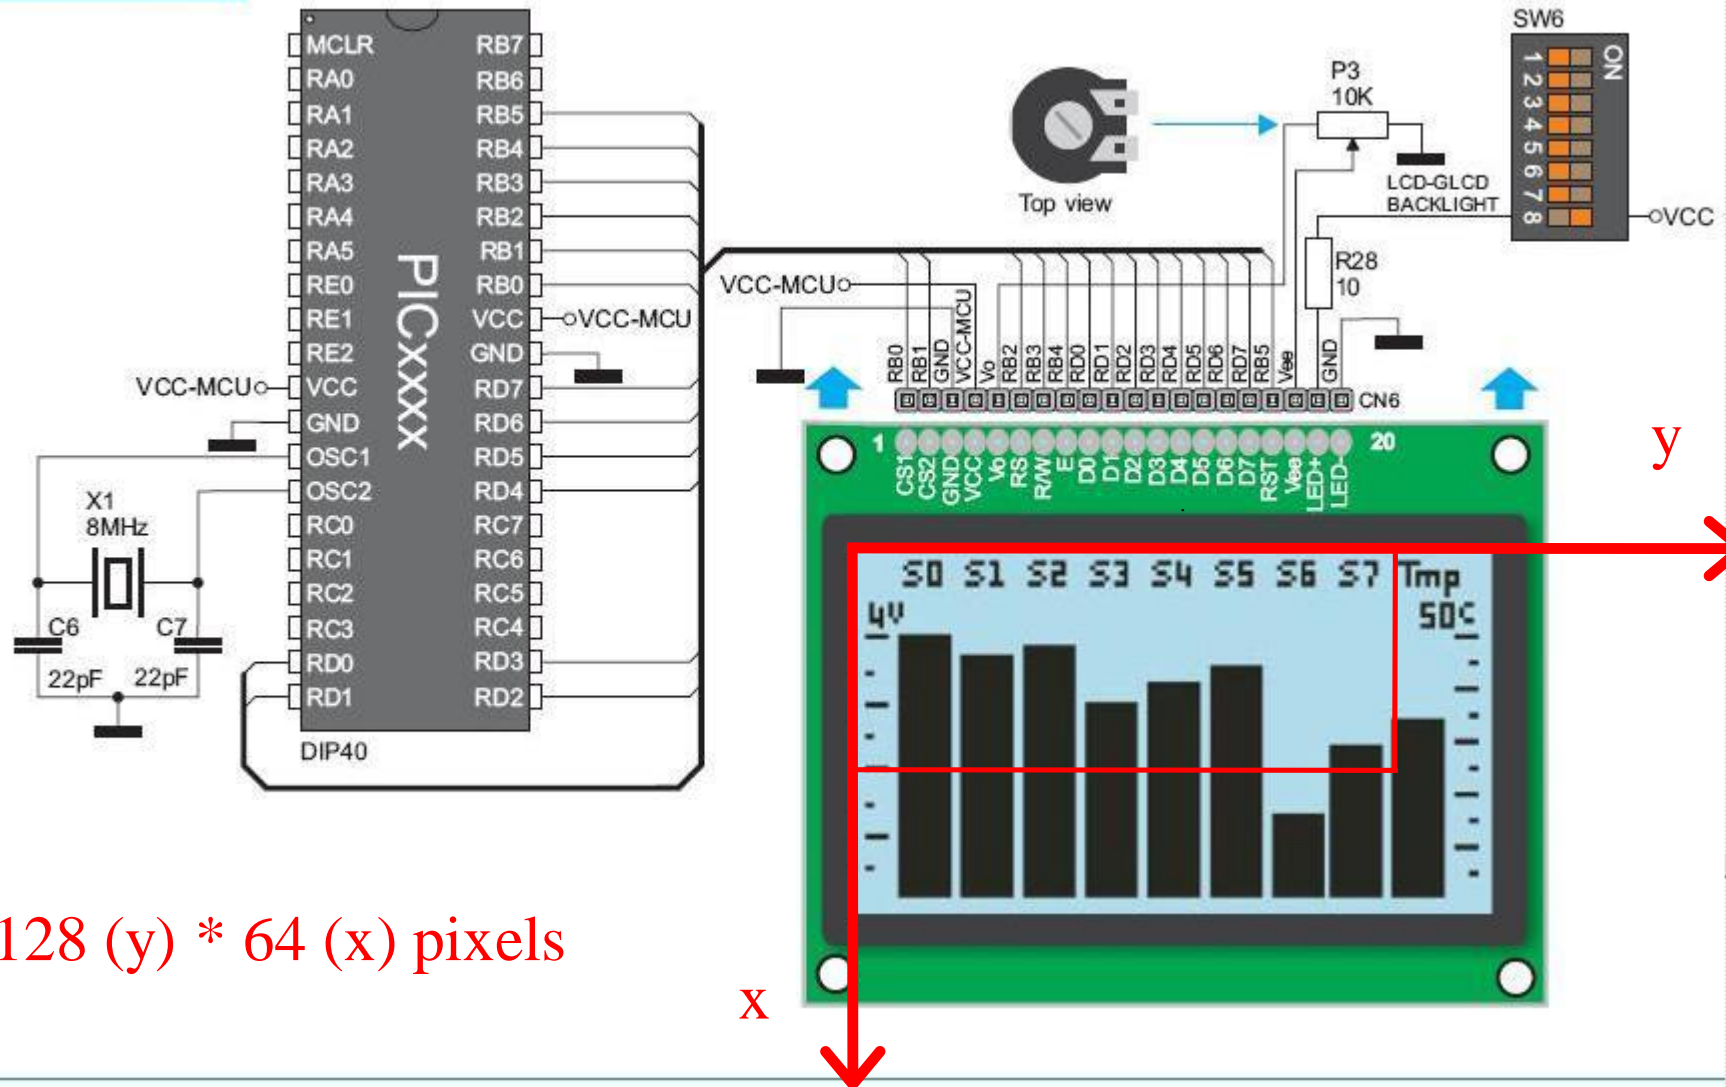 MCLR
RA0
RA1
RA2
RA3
RA4
RA5
RE0
RE1
RE2
VCC
GND
OSC1
OSC2
RC0
RC1
RC2
RC3
RD0
RD1
PICxxxx
RB7
RB6
RB5
RB4
RB3
RB2
RB1
RB0
VCC
GND
RD7
RD6
RD5
RD4
RC7
RC6
RC5
RC4
RD3
RD2
DIP40
VCC-MCU
VCC-MCU
X1
8MHz
C6
C7
22pF
22pF
Top view
P3
10K
SW6
ON
1
2
3
4
5
6
7
8
VCC
LCD-GLCD
BACKLIGHT
R28
10
VCC-MCU
RB0
RB1
GND
VCC-MCU
Vo
RB2
RB3
RB4
RD0
RD1
RD2
RD3
RD4
RD5
RD6
RD7
RB5
Vee
GND
CN6
1
20
CS1
CS2
GND
VCC
Vo
RS
R/W
E
D0
D1
D2
D3
D4
D5
D6
D7
RST
Vee
LED+
LED-
y
S0 S1 S2 S3 S4 S5 S6 S7 Tmp
4V
50C
128 (y) * 64 (x) pixels
x